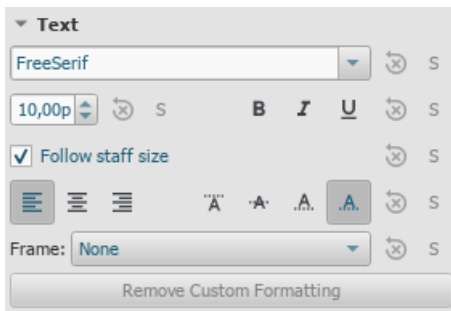 Text
FreeSerif S
10,00p S B I U S
Follow staff size S
A A A A S
Frame: None S
Remove Custom Formatting